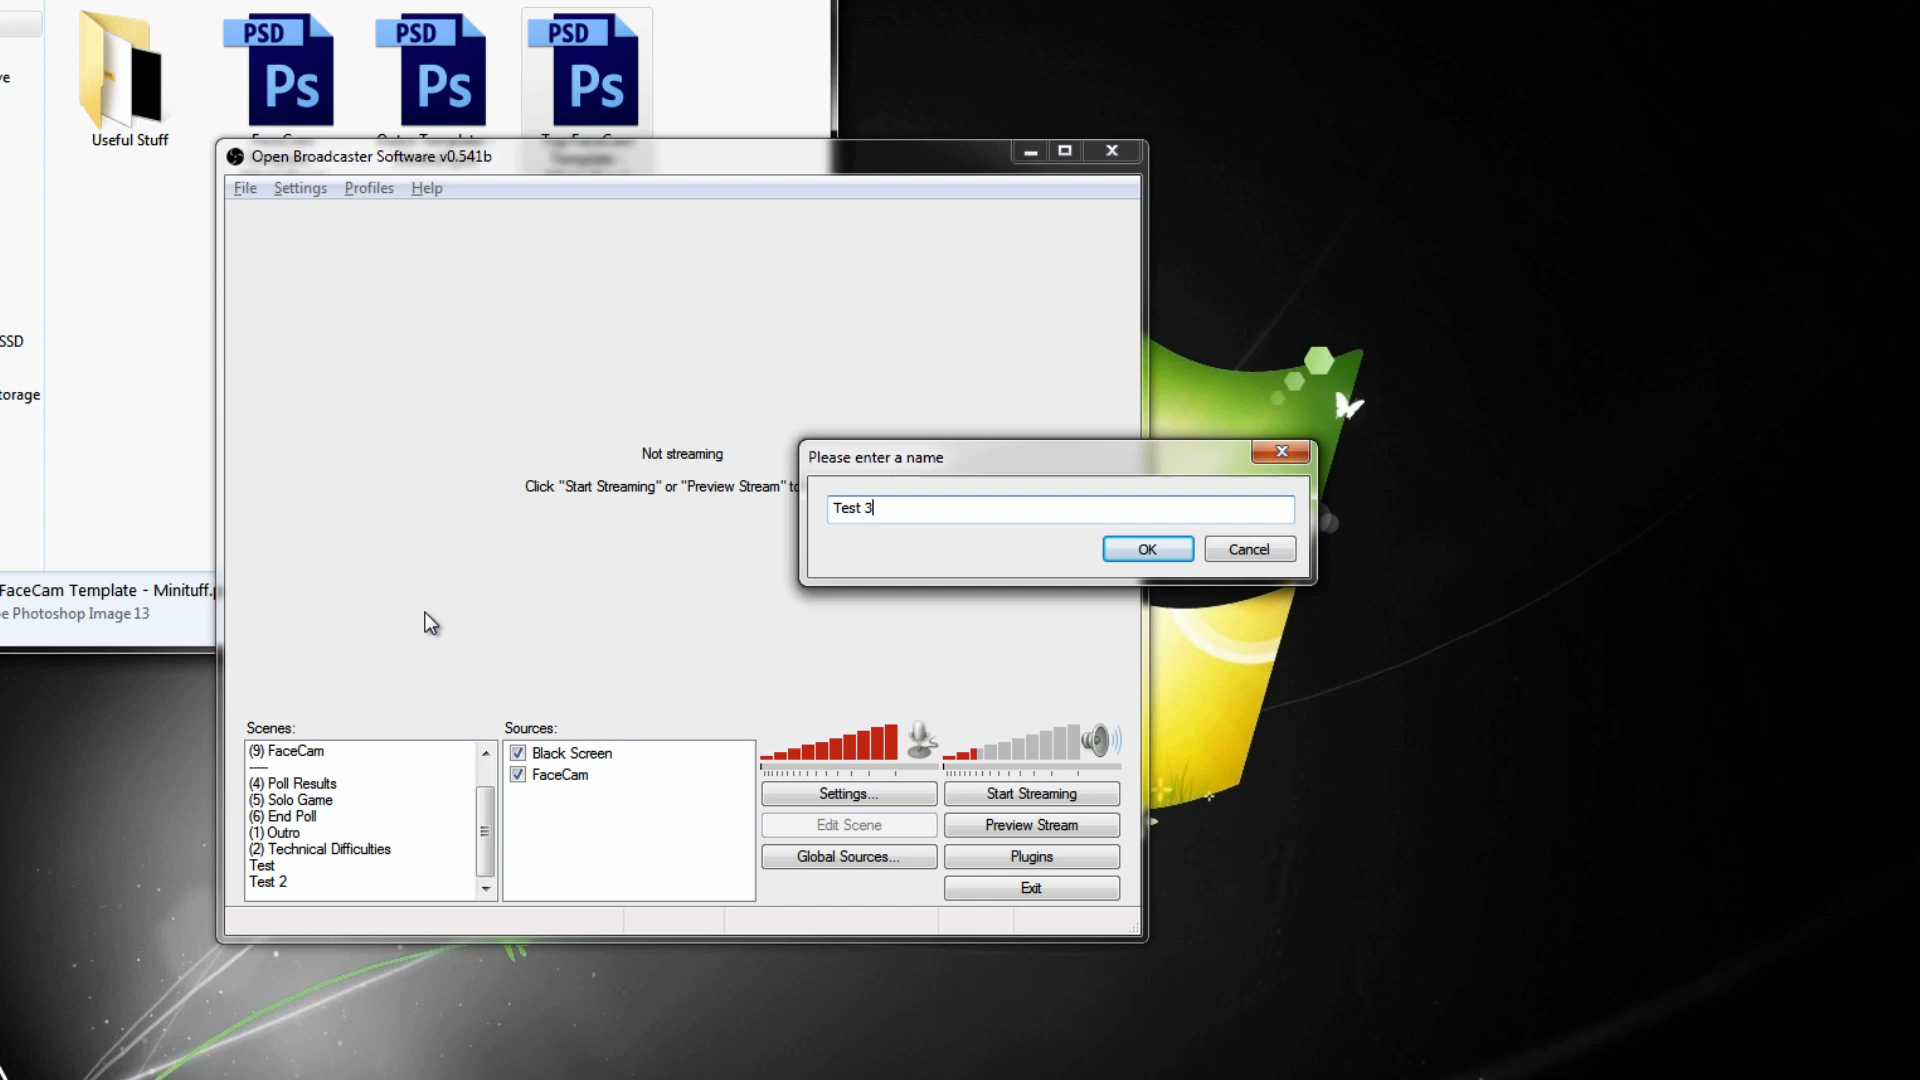 ve
SSD
torage
PSD
Ps
PSD
Ps
PSD
Ps
Useful Stuff
FaceCam Template - Minituff.p
e Photoshop Image 13
Open Broadcaster Software v0.541b
File Settings Profiles Help
Not streaming
Click "Start Streaming" or "Preview Stream" to
Please enter a name
Test 3
OK Cancel
Scenes:
(9) FaceCam
-----
(4) Poll Results
(5) Solo Game
(6) End Poll
(1) Outro
(2) Technical Difficulties
Test
Test 2
Sources:
Black Screen
FaceCam
Settings... Start Streaming
Edit Scene Preview Stream
Global Sources... Plugins
Exit